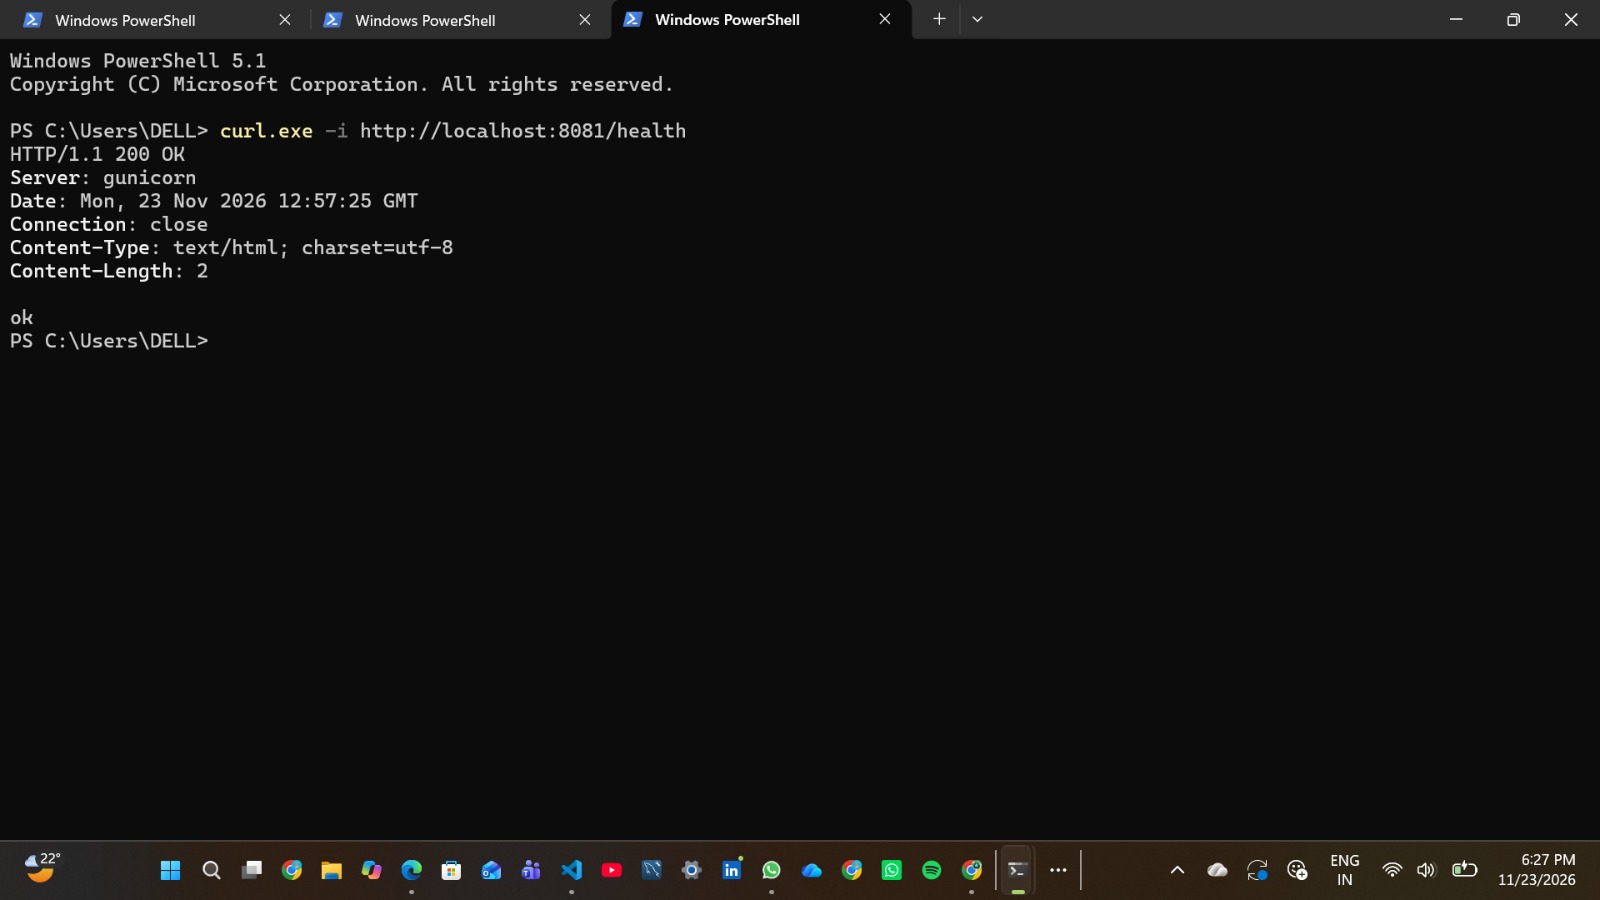 Windows PowerShell
Windows PowerShell
Windows PowerShell
Windows PowerShell 5.1
Copyright (C) Microsoft Corporation. All rights reserved.
PS C:\Users\DELL> curl.exe -i http://localhost:8081/health
HTTP/1.1 200 OK
Server: gunicorn
Date: Mon, 23 Nov 2026 12:57:25 GMT
Connection: close
Content-Type: text/html; charset=utf-8
Content-Length: 2
ok
PS C:\Users\DELL>
22°
ENG
IN
6:27 PM
11/23/2026